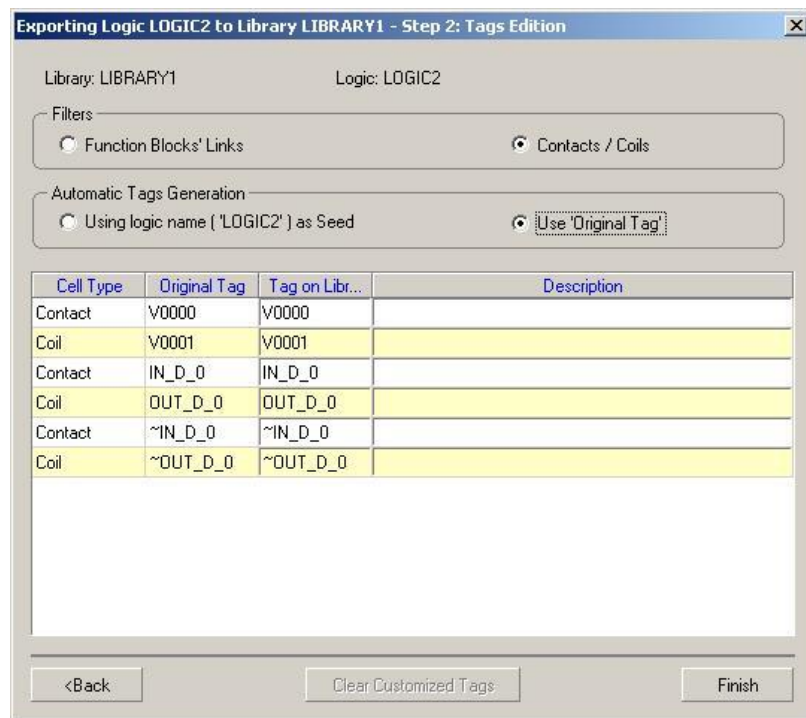 Exporting Logic LOGIC2 to Library LIBRARY1 - Step 2: Tags Edition
Library: LIBRARY1 Logic: LOGIC2
Filters
Function Blocks' Links Contacts / Coils
Automatic Tags Generation
Using logic name ( 'LOGIC2' ) as Seed Use 'Original Tag'
Cell Type Original Tag Tag on Libr... Description
Contact V0000 V0000
Coil V0001 V0001
Contact IN_D_0 IN_D_0
Coil OUT_D_0 OUT_D_0
Contact ~IN_D_0 ~IN_D_0
Coil ~OUT_D_0 ~OUT_D_0
<Back Clear Customized Tags Finish